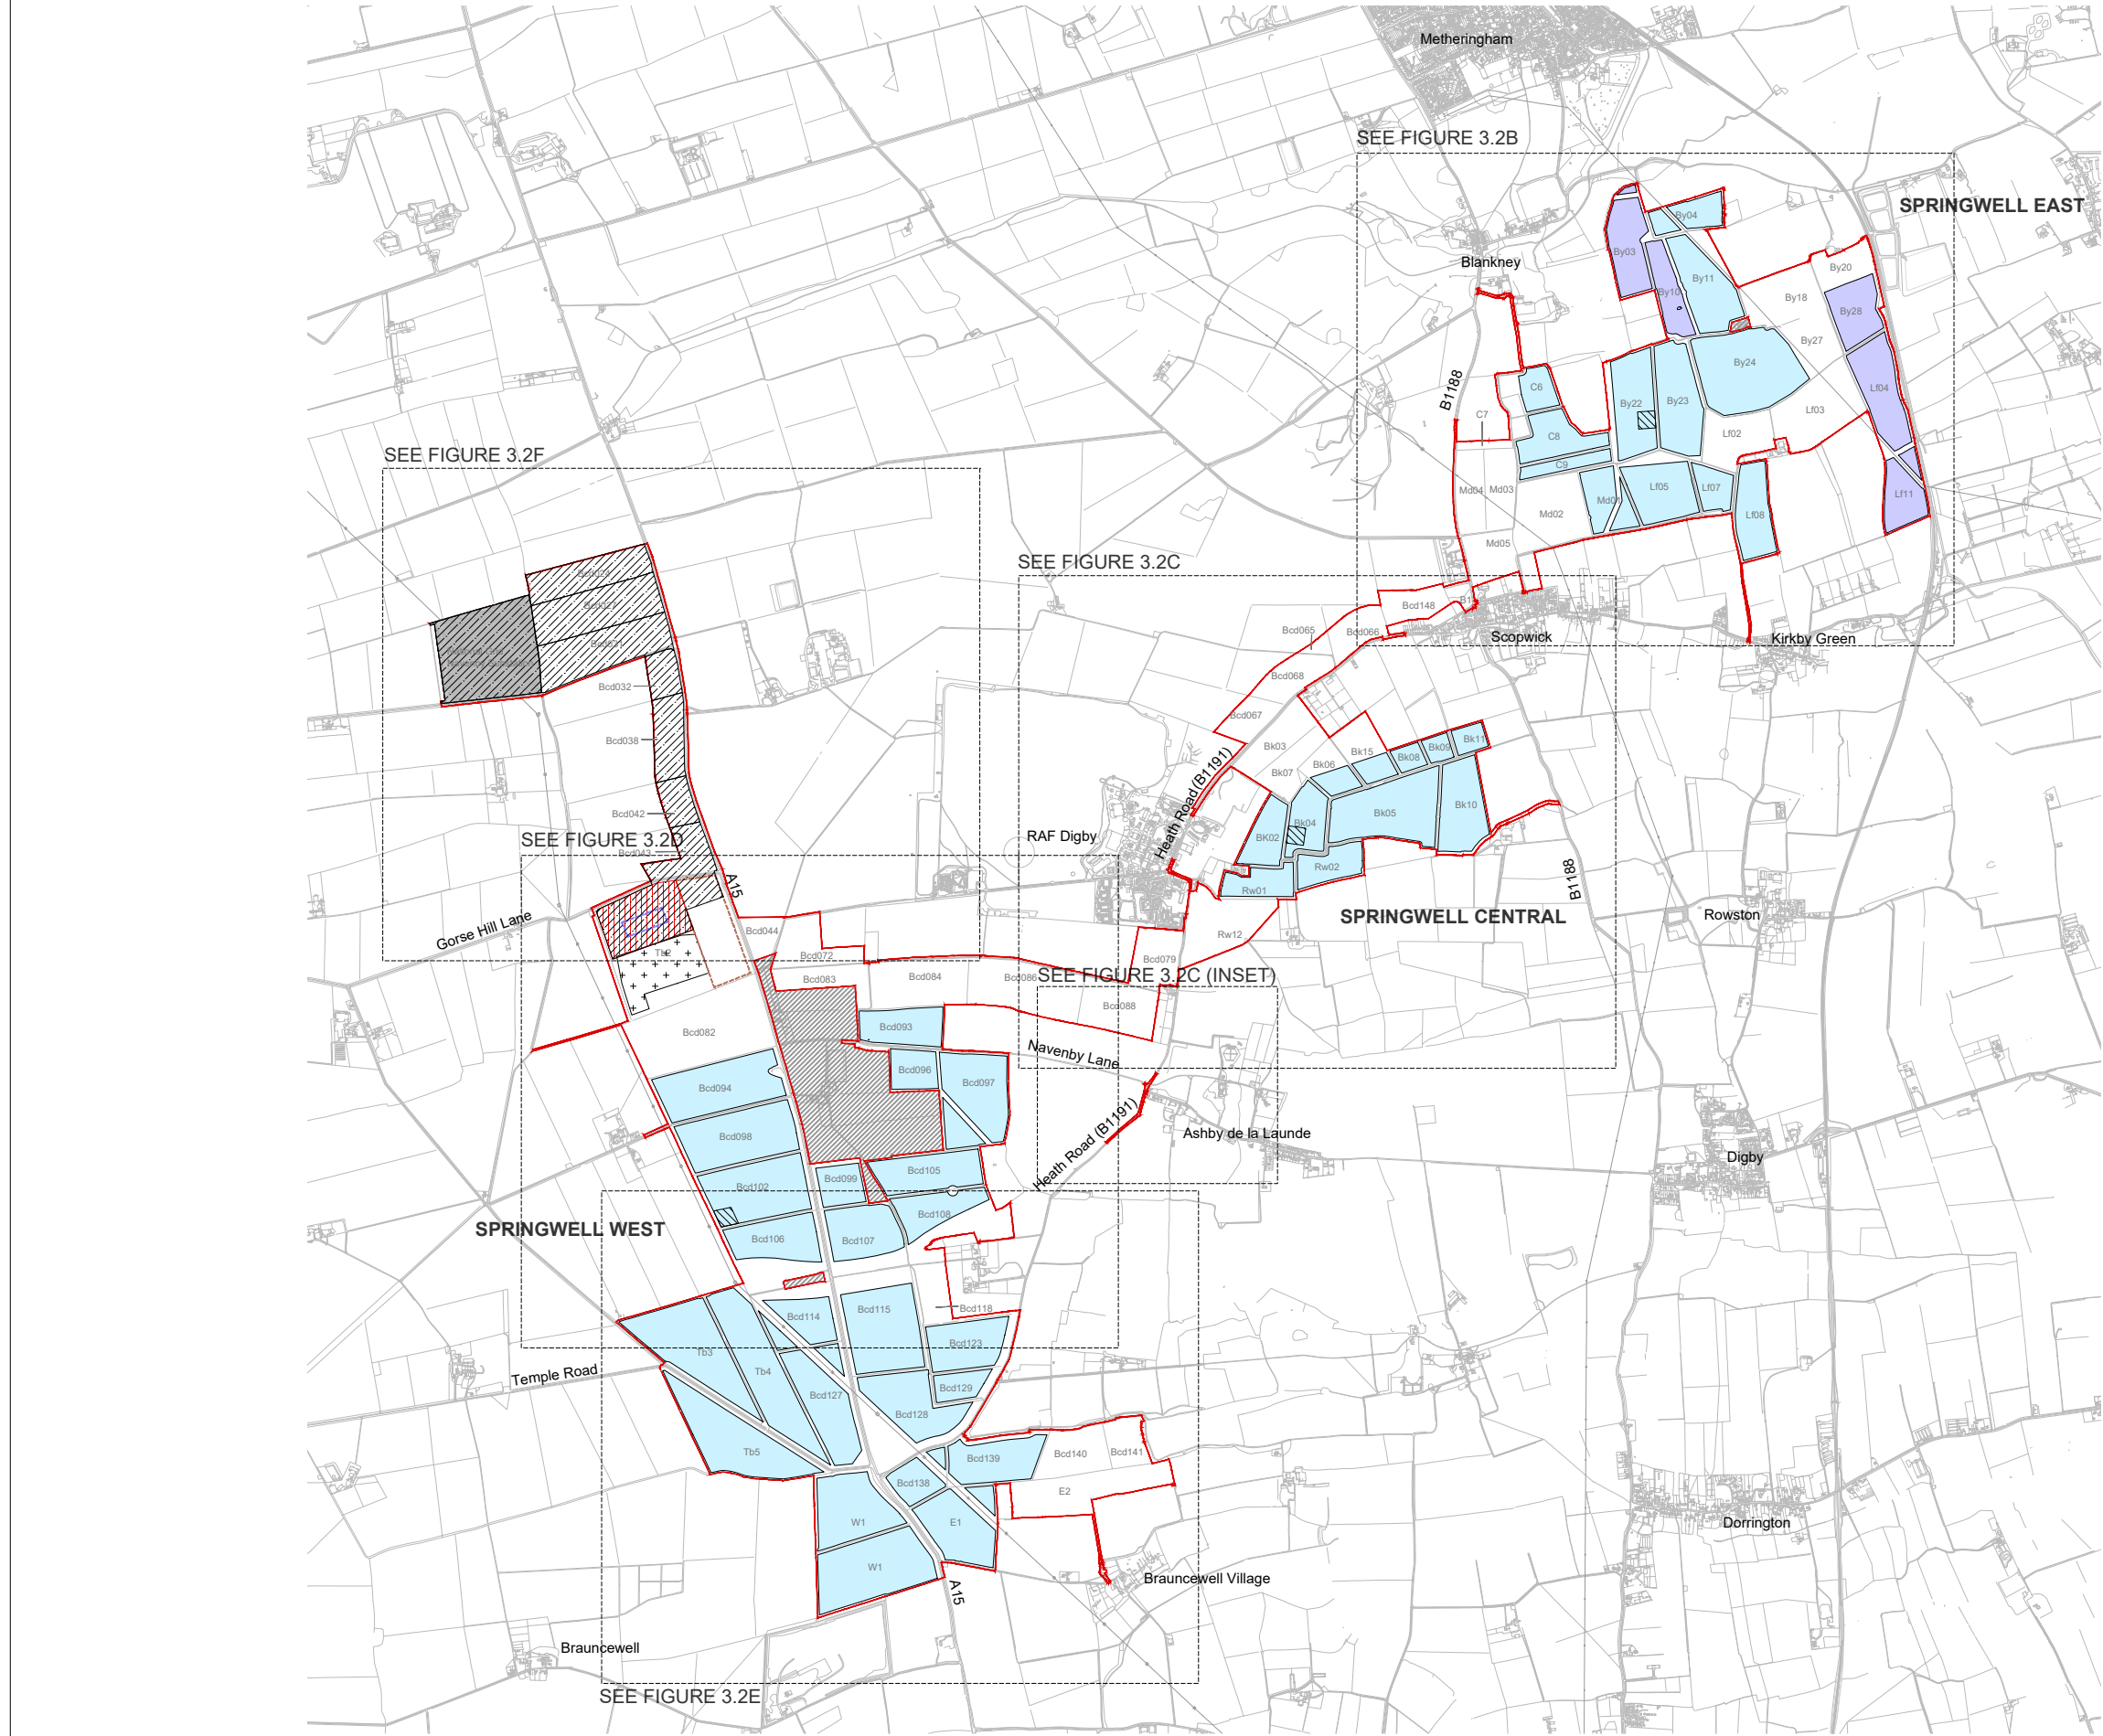 Metheringham
SEE FIGURE 3.2B
SPRINGWELL EAST
By04
By03
By11
By10
Blankney
By20
By18
By28
By27
By24
B1188
C6
C7
By22
By23
Lf04
Lf03
C8
Lf02
C9
SEE FIGURE 3.2F
Md04
Md03
Md01
Lf05
Lf07
Lf11
Md02
Lf08
Md05
SEE FIGURE 3.2C
Bcd027
Bcd148
Bcd065
Bcd066
Scopwick
Kirkby Green
Bcd032
Bcd068
Bcd067
Bcd038
Bk03
Bk15
Bk11
Bk09
Bk08
Bk06
Bk07
Heath Road (B1191)
Bcd042
Bk05
Bk10
Bk04
BK02
RAF Digby
SEE FIGURE 3.2D
Bcd043
Rw02
Rw01
B1188
A15
SPRINGWELL CENTRAL
Rowston
Gorse Hill Lane
Bcd044
Rw12
Tb2
Bcd072
Bcd079
Bcd083
Bcd084
Bcd086
SEE FIGURE 3.2C (INSET)
Bcd088
Bcd082
Bcd093
Navenby Lane
Bcd096
Bcd097
Bcd094
Heath Road (B1191)
Bcd098
Ashby de la Launde
Digby
Bcd105
Bcd099
Bcd102
Bcd108
SPRINGWELL WEST
Bcd106
Bcd107
Bcd115
Bcd118
Bcd114
Bcd123
Tb3
Temple Road
Tb4
Bcd129
Bcd127
Bcd128
Tb5
Bcd139
Bcd140
Bcd141
Bcd138
E2
W1
E1
Dorrington
W1
Brauncewell Village
A15
Brauncewell
SEE FIGURE 3.2E